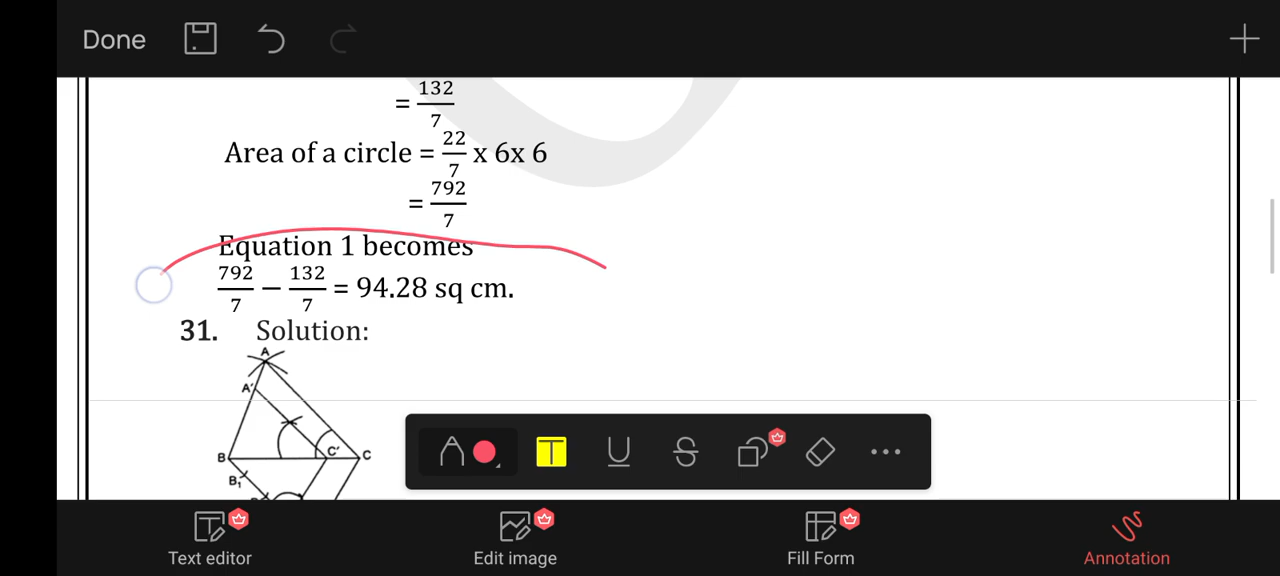 Done
= 132/7
Area of a circle = 22/7 x 6x 6
= 792/7
Equation 1 becomes
792/7 − 132/7 = 94.28 sq cm.
31. Solution:
A
A'
B C' C
B₁
T U S
Text editor Edit image Fill Form Annotation